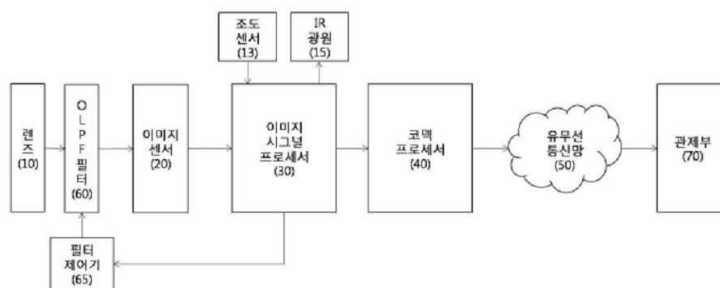 조도
센서
(13)
IR
광원
(15)
렌
즈
(10)
O
L
P
F
필
터
(60)
이미지
센서
(20)
이미지
시그널
프로세서
(30)
코덱
프로세서
(40)
유무선
통신망
(50)
관제부
(70)
필터
제어기
(65)